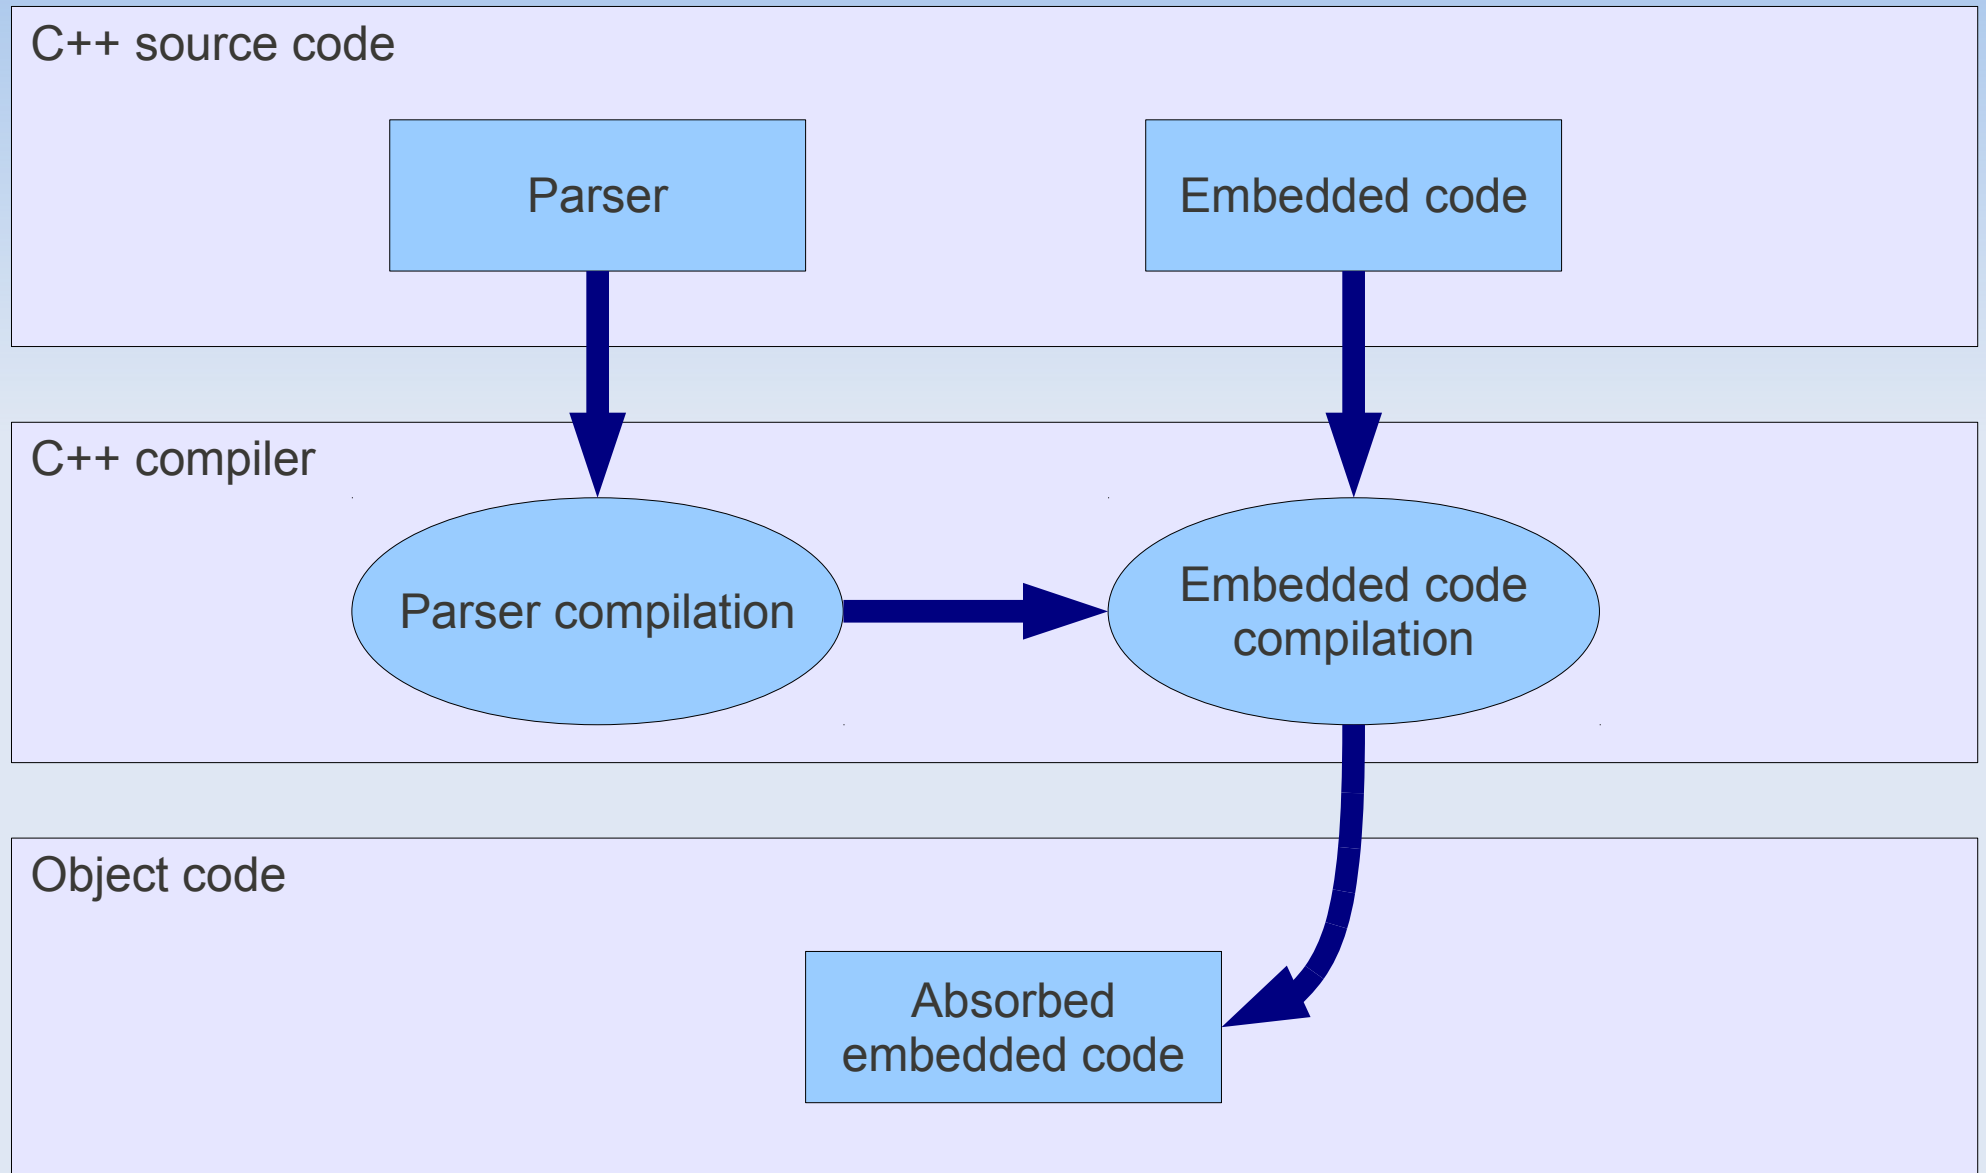 C++ source code
Parser
Embedded code
C++ compiler
Parser compilation
Embedded code
compilation
Object code
Absorbed
embedded code